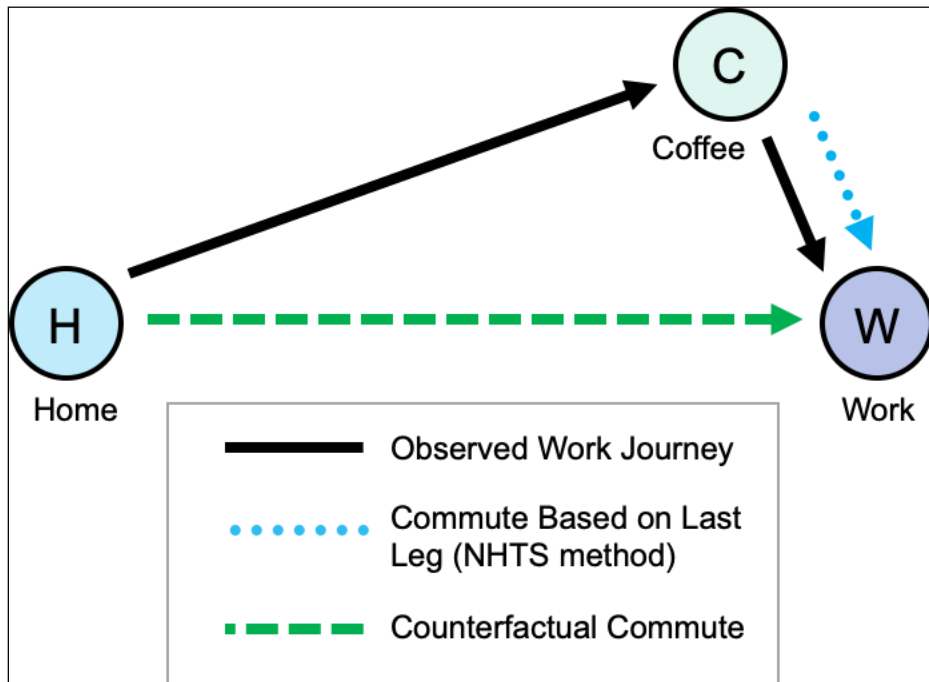 C
Coffee
H
W
Home
Work
Observed Work Journey
Commute Based on Last
Leg (NHTS method)
Counterfactual Commute